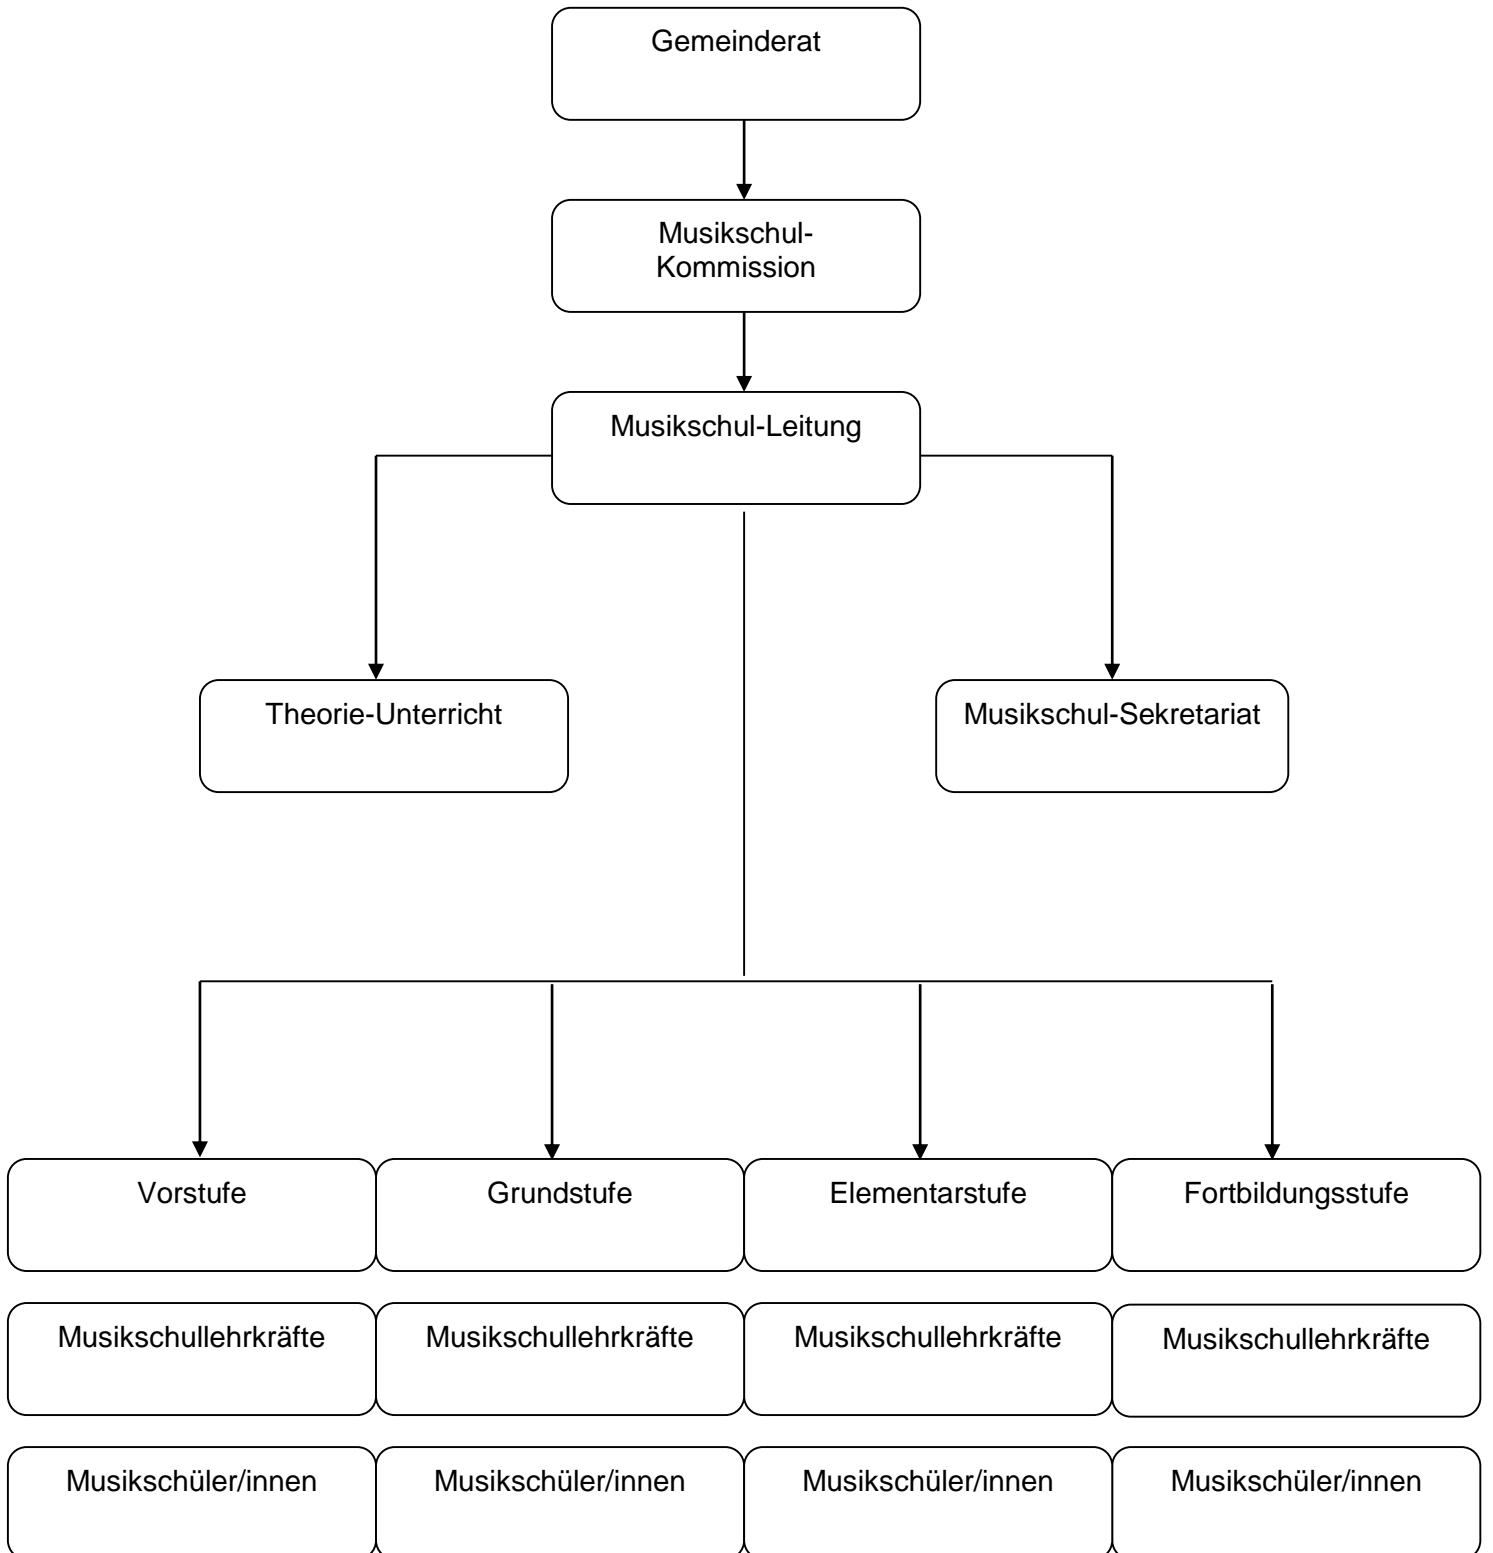 Gemeinderat
Musikschul-
Kommission
Musikschul-Leitung
Theorie-Unterricht
Musikschul-Sekretariat
Vorstufe
Grundstufe
Elementarstufe
Fortbildungsstufe
Musikschullehrkräfte
Musikschullehrkräfte
Musikschullehrkräfte
Musikschullehrkräfte
Musikschüler/innen
Musikschüler/innen
Musikschüler/innen
Musikschüler/innen